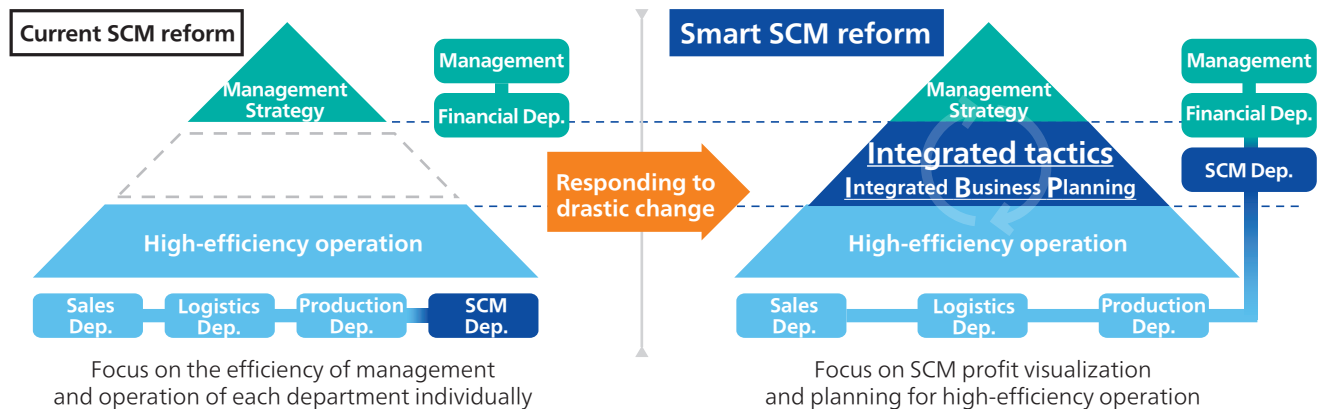 Current SCM reform
Management
Strategy
Management
Financial Dep.
High-efficiency operation
Sales
Dep.
Logistics
Dep.
Production
Dep.
SCM
Dep.
Focus on the efficiency of management
and operation of each department individually
Responding to
drastic change
Smart SCM reform
Management
Strategy
Integrated tactics
Integrated Business Planning
High-efficiency operation
Management
Financial Dep.
SCM Dep.
Sales
Dep.
Logistics
Dep.
Production
Dep.
Focus on SCM profit visualization
and planning for high-efficiency operation